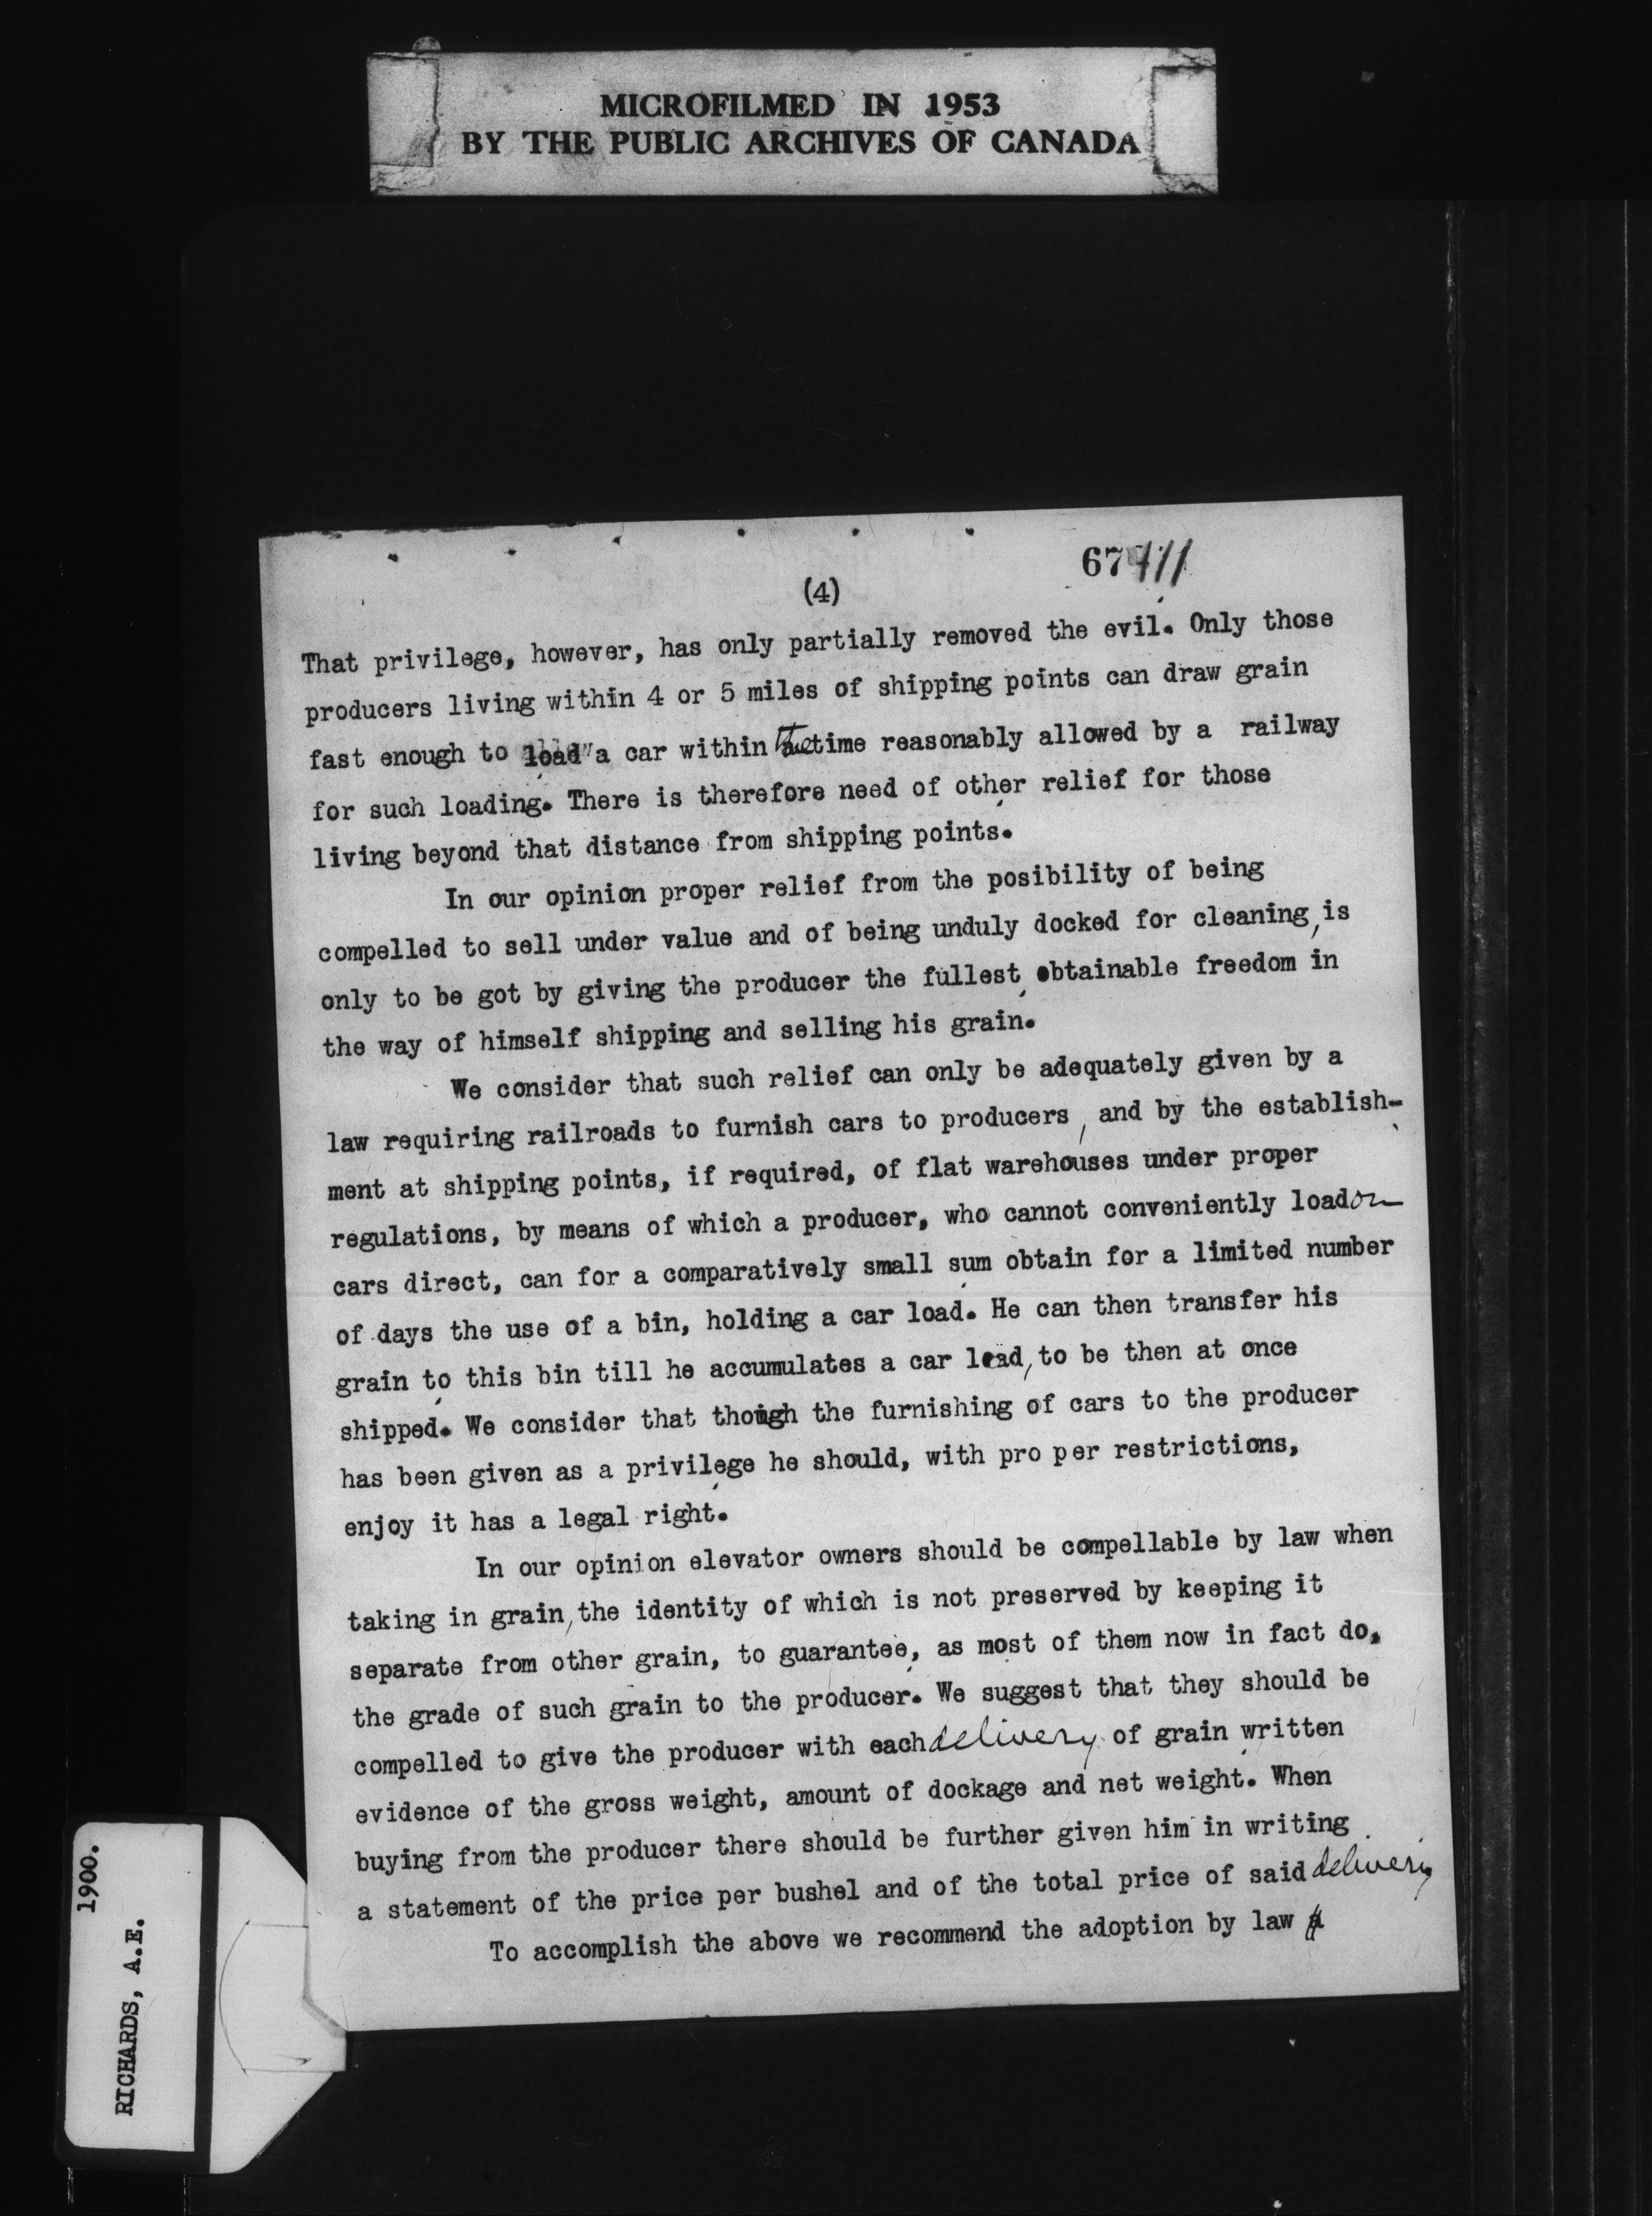 MICROFILMED IN 1953
BY THE PUBLIC ARCHIVES OF CANADA
67
(4)
That privilege, however, has only partially removed the evil. Only those
producers living within 4 or 5 miles of shipping points can draw grain
fast enough to load a car within the time reasonably allowed by a railway
for such loading. There is therefore need of other relief for those
living beyond that distance from shipping points.
In our opinion proper relief from the posibility of being
compelled to sell under value and of being unduly docked for cleaning, is
only to be got by giving the producer the fullest obtainable freedom in
the way of himself shipping and selling his grain.
We consider that such relief can only be adequately given by a
law requiring railroads to furnish cars to producers, and by the establish-
ment at shipping points, if required, of flat warehouses under proper
regulations, by means of which a producer, who cannot conveniently load on
cars direct, can for a comparatively small sum obtain for a limited number
of days the use of a bin, holding a car load. He can then transfer his
grain to this bin till he accumulates a car load, to be then at once
shipped. We consider that though the furnishing of cars to the producer
has been given as a privilege he should, with pro per restrictions,
enjoy it has a legal right.
In our opinion elevator owners should be compellable by law when
taking in grain, the identity of which is not preserved by keeping it
separate from other grain, to guarantee, as most of them now in fact do,
the grade of such grain to the producer. We suggest that they should be
compelled to give the producer with each delivery of grain written
evidence of the gross weight, amount of dockage and net weight. When
buying from the producer there should be further given him in writing
a statement of the price per bushel and of the total price of said delivery
To accomplish the above we recommend the adoption by law
RICHARDS, A.E. 1900.